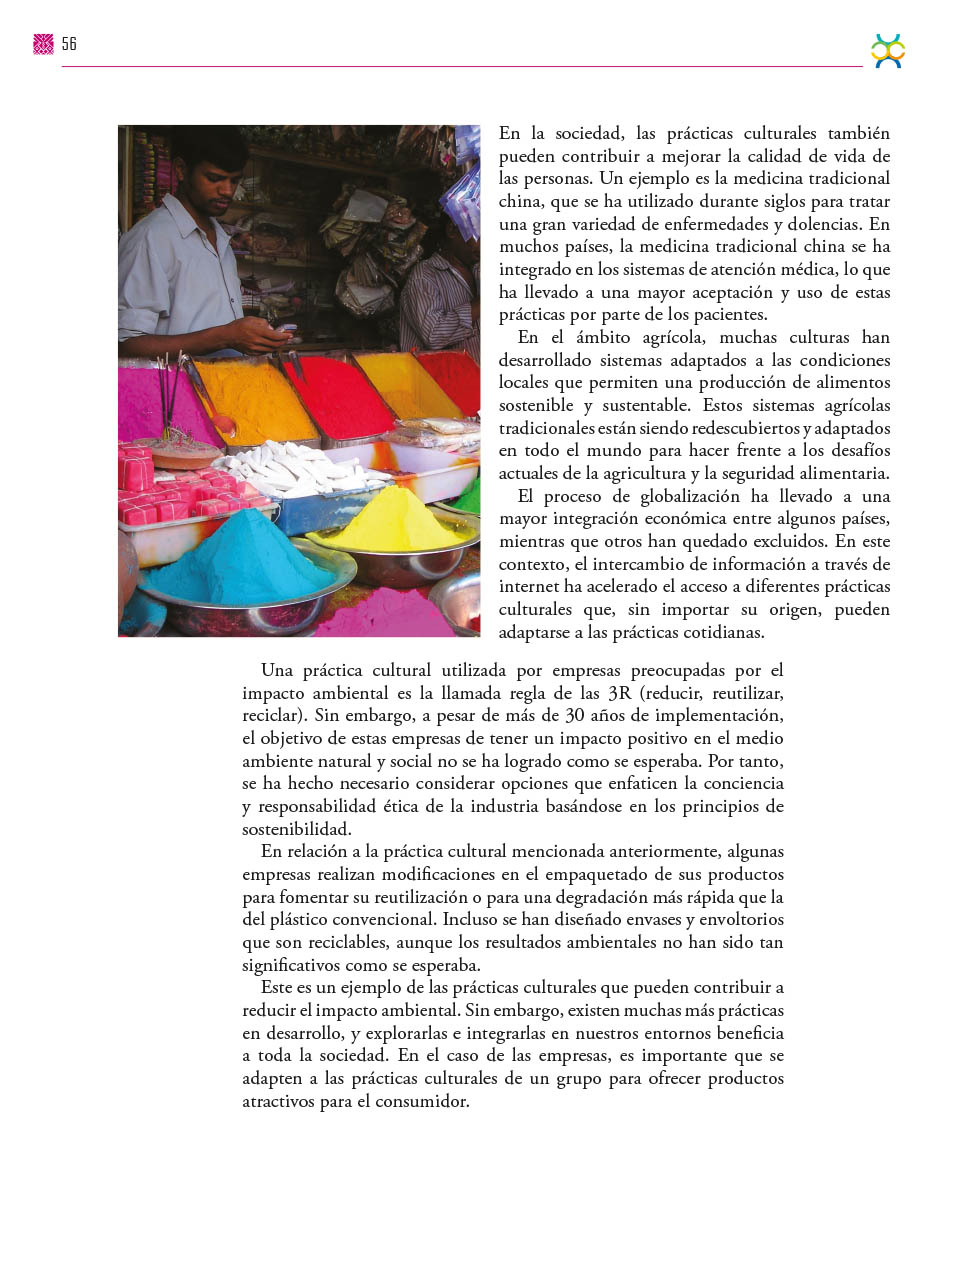 56
En la sociedad, las prácticas culturales también
pueden contribuir a mejorar la calidad de vida de
las personas. Un ejemplo es la medicina tradicional
china, que se ha utilizado durante siglos para tratar
una gran variedad de enfermedades y dolencias. En
muchos países, la medicina tradicional china se ha
integrado en los sistemas de atención médica, lo que
ha llevado a una mayor aceptación y uso de estas
prácticas por parte de los pacientes.
En el ámbito agrícola, muchas culturas han
desarrollado sistemas adaptados a las condiciones
locales que permiten una producción de alimentos
sostenible y sustentable. Estos sistemas agrícolas
tradicionales están siendo redescubiertos y adaptados
en todo el mundo para hacer frente a los desafíos
actuales de la agricultura y la seguridad alimentaria.
El proceso de globalización ha llevado a una
mayor integración económica entre algunos países,
mientras que otros han quedado excluidos. En este
contexto, el intercambio de información a través de
internet ha acelerado el acceso a diferentes prácticas
culturales que, sin importar su origen, pueden
adaptarse a las prácticas cotidianas.
Una práctica cultural utilizada por empresas preocupadas por el
impacto ambiental es la llamada regla de las 3R (reducir, reutilizar,
reciclar). Sin embargo, a pesar de más de 30 años de implementación,
el objetivo de estas empresas de tener un impacto positivo en el medio
ambiente natural y social no se ha logrado como se esperaba. Por tanto,
se ha hecho necesario considerar opciones que enfaticen la conciencia
y responsabilidad ética de la industria basándose en los principios de
sostenibilidad.
En relación a la práctica cultural mencionada anteriormente, algunas
empresas realizan modificaciones en el empaquetado de sus productos
para fomentar su reutilización o para una degradación más rápida que la
del plástico convencional. Incluso se han diseñado envases y envoltorios
que son reciclables, aunque los resultados ambientales no han sido tan
significativos como se esperaba.
Este es un ejemplo de las prácticas culturales que pueden contribuir a
reducir el impacto ambiental. Sin embargo, existen muchas más prácticas
en desarrollo, y explorarlas e integrarlas en nuestros entornos beneficia
a toda la sociedad. En el caso de las empresas, es importante que se
adapten a las prácticas culturales de un grupo para ofrecer productos
atractivos para el consumidor.